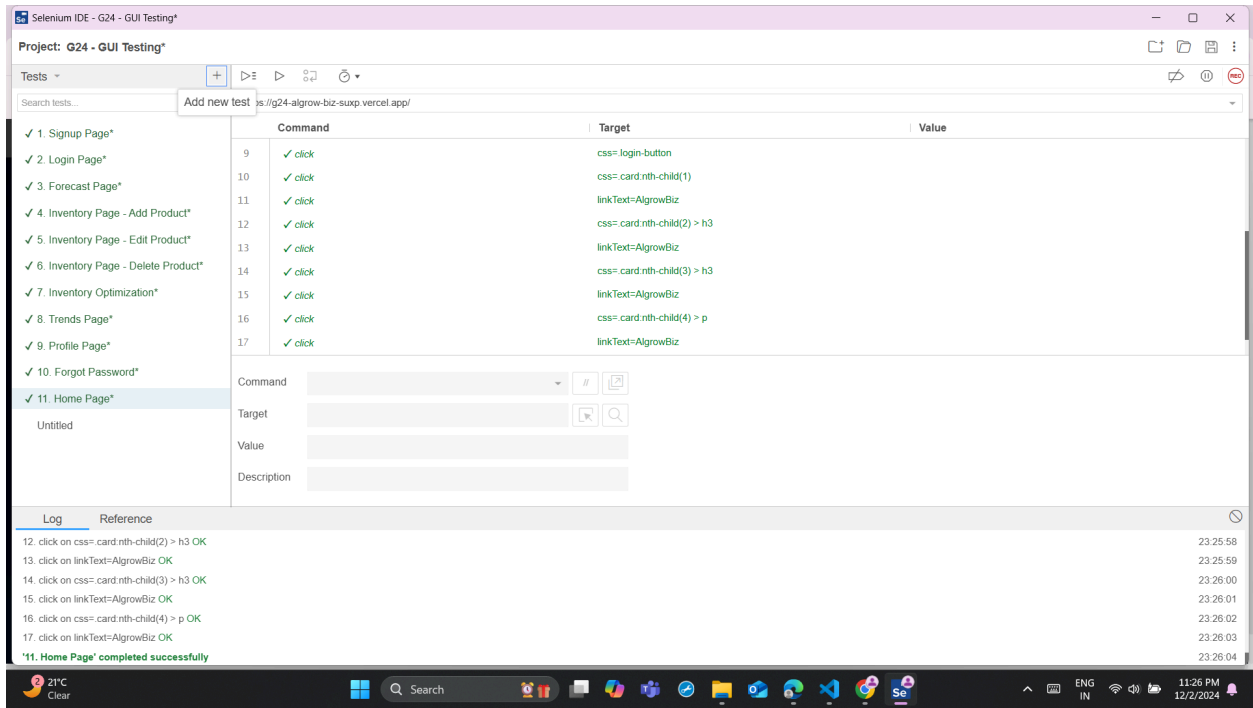 Selenium IDE - G24 - GUI Testing*
Project: G24 - GUI Testing*
Tests
Search tests...
Add new test
ps://g24-algrow-biz-suxp.vercel.app/
REC
Command Target Value
✓ 1. Signup Page*
✓ 2. Login Page*
✓ 3. Forecast Page*
✓ 4. Inventory Page - Add Product*
✓ 5. Inventory Page - Edit Product*
✓ 6. Inventory Page - Delete Product*
✓ 7. Inventory Optimization*
✓ 8. Trends Page*
✓ 9. Profile Page*
✓ 10. Forgot Password*
✓ 11. Home Page*
Untitled
9 ✓ click css=.login-button
10 ✓ click css=.card:nth-child(1)
11 ✓ click linkText=AlgrowBiz
12 ✓ click css=.card:nth-child(2) > h3
13 ✓ click linkText=AlgrowBiz
14 ✓ click css=.card:nth-child(3) > h3
15 ✓ click linkText=AlgrowBiz
16 ✓ click css=.card:nth-child(4) > p
17 ✓ click linkText=AlgrowBiz
Command //
Target
Value
Description
Log Reference
12. click on css=.card:nth-child(2) > h3 OK 23:25:58
13. click on linkText=AlgrowBiz OK 23:25:59
14. click on css=.card:nth-child(3) > h3 OK 23:26:00
15. click on linkText=AlgrowBiz OK 23:26:01
16. click on css=.card:nth-child(4) > p OK 23:26:02
17. click on linkText=AlgrowBiz OK 23:26:03
'11. Home Page' completed successfully 23:26:04
2
21°C
Clear
Search
Se
ENG
IN
11:26 PM
12/2/2024